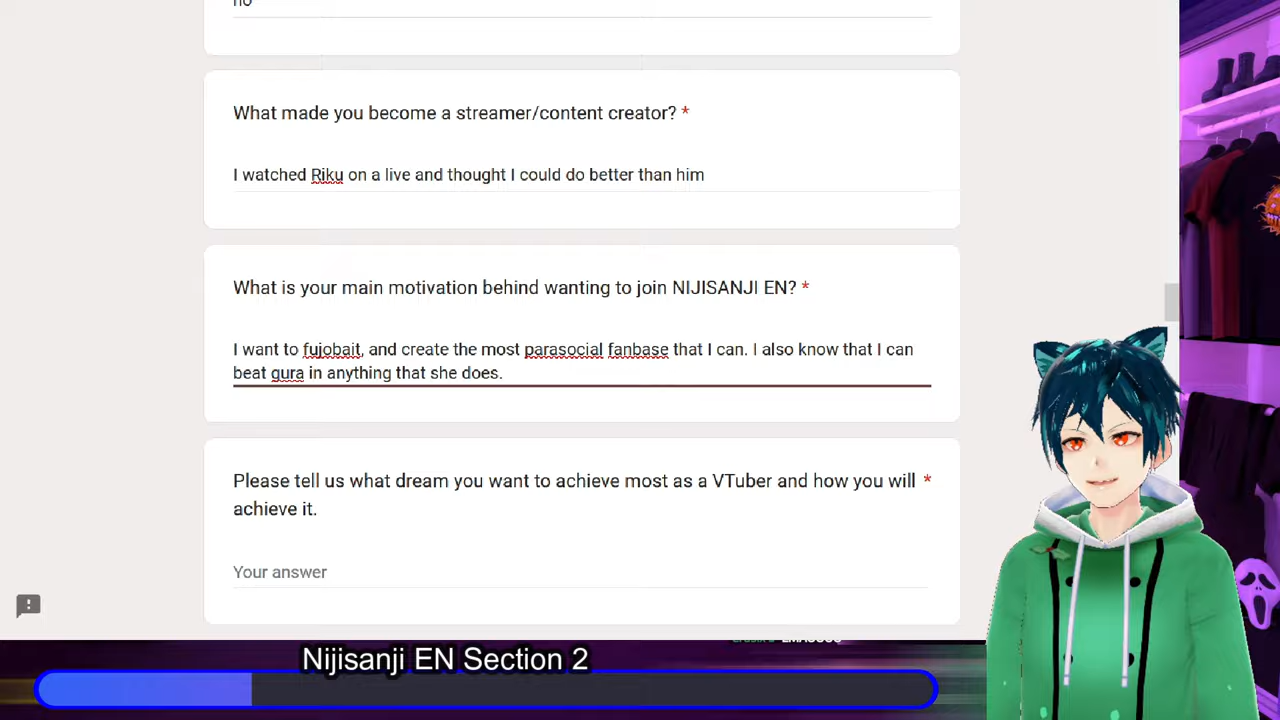 no
What made you become a streamer/content creator? *
I watched Riku on a live and thought I could do better than him
What is your main motivation behind wanting to join NIJISANJI EN? *
I want to fujobait, and create the most parasocial fanbase that I can. I also know that I can
beat gura in anything that she does.
Please tell us what dream you want to achieve most as a VTuber and how you will *
achieve it.
Your answer
Nijisanji EN Section 2